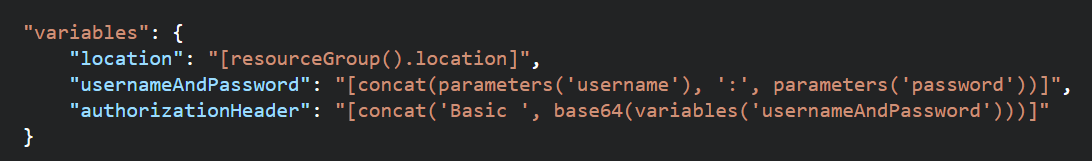 "variables": {
    "location": "[resourceGroup().location]",
    "usernameAndPassword": "[concat(parameters('username'), ':', parameters('password'))]",
    "authorizationHeader": "[concat('Basic ', base64(variables('usernameAndPassword')))]"
}